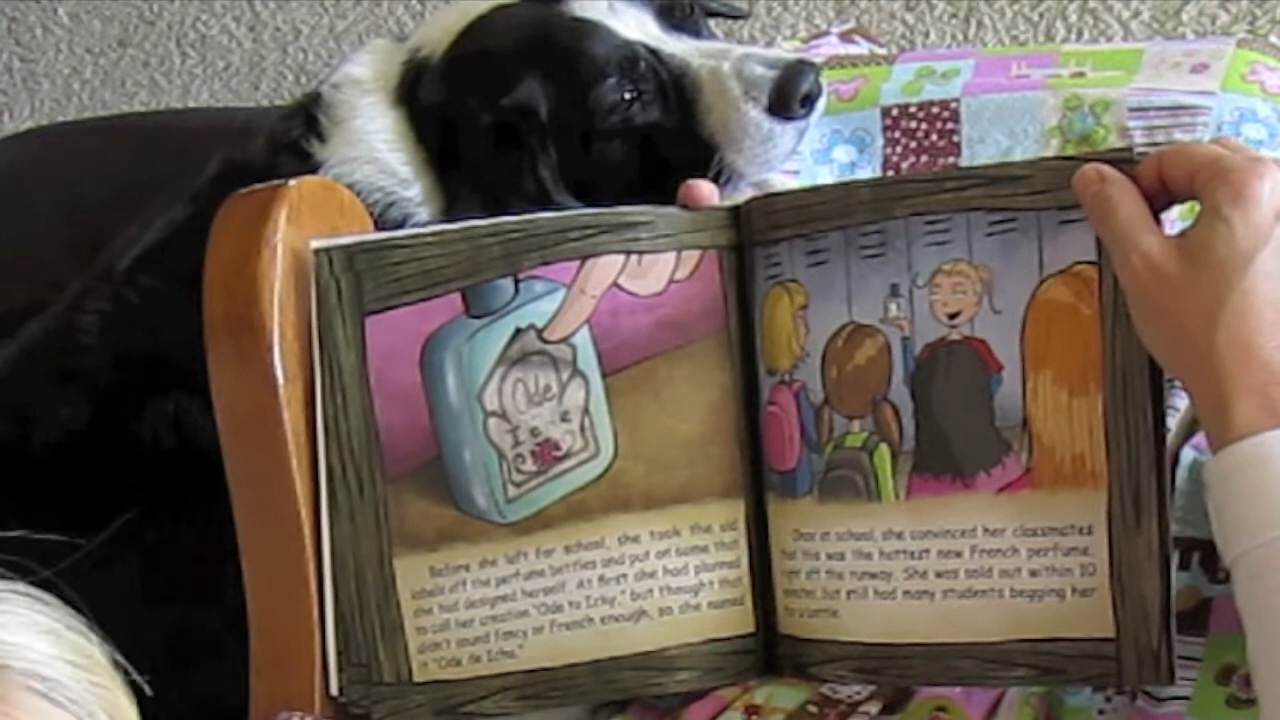 Ode
Before she left for school, she took the old
labels off the perfume bottles and put on some that
she had designed herself. At first she had planned
to call her creation "Ode to Icky," but thought that
didn't sound fancy or French enough, so she named
it "Ode de Icho."
Once at school, she convinced her classmates
that this was the hottest new French perfume,
right off the runway. She was sold out within 10
minutes, but still had many students begging her
for a bottle.